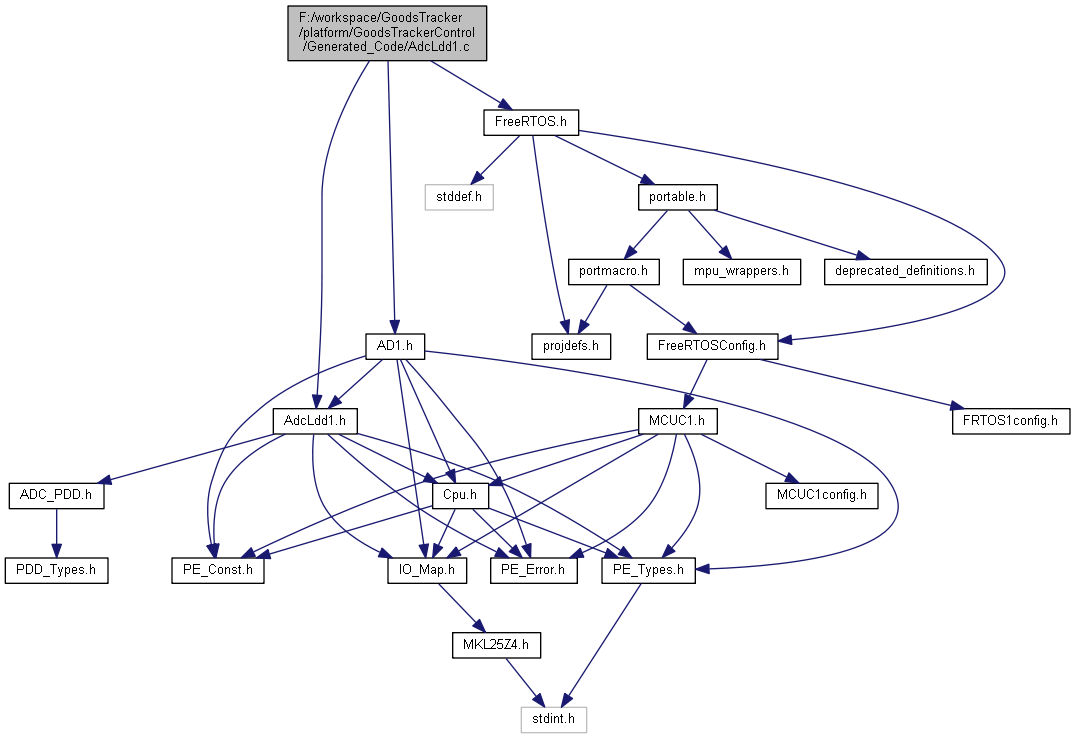 F:/workspace/GoodsTracker
/platform/GoodsTrackerControl
/Generated_Code/AdcLdd1.c
FreeRTOS.h
stddef.h
portable.h
portmacro.h
mpu_wrappers.h
deprecated_definitions.h
AD1.h
projdefs.h
FreeRTOSConfig.h
AdcLdd1.h
MCUC1.h
FRTOS1config.h
ADC_PDD.h
Cpu.h
MCUC1config.h
PDD_Types.h
PE_Const.h
IO_Map.h
PE_Error.h
PE_Types.h
MKL25Z4.h
stdint.h